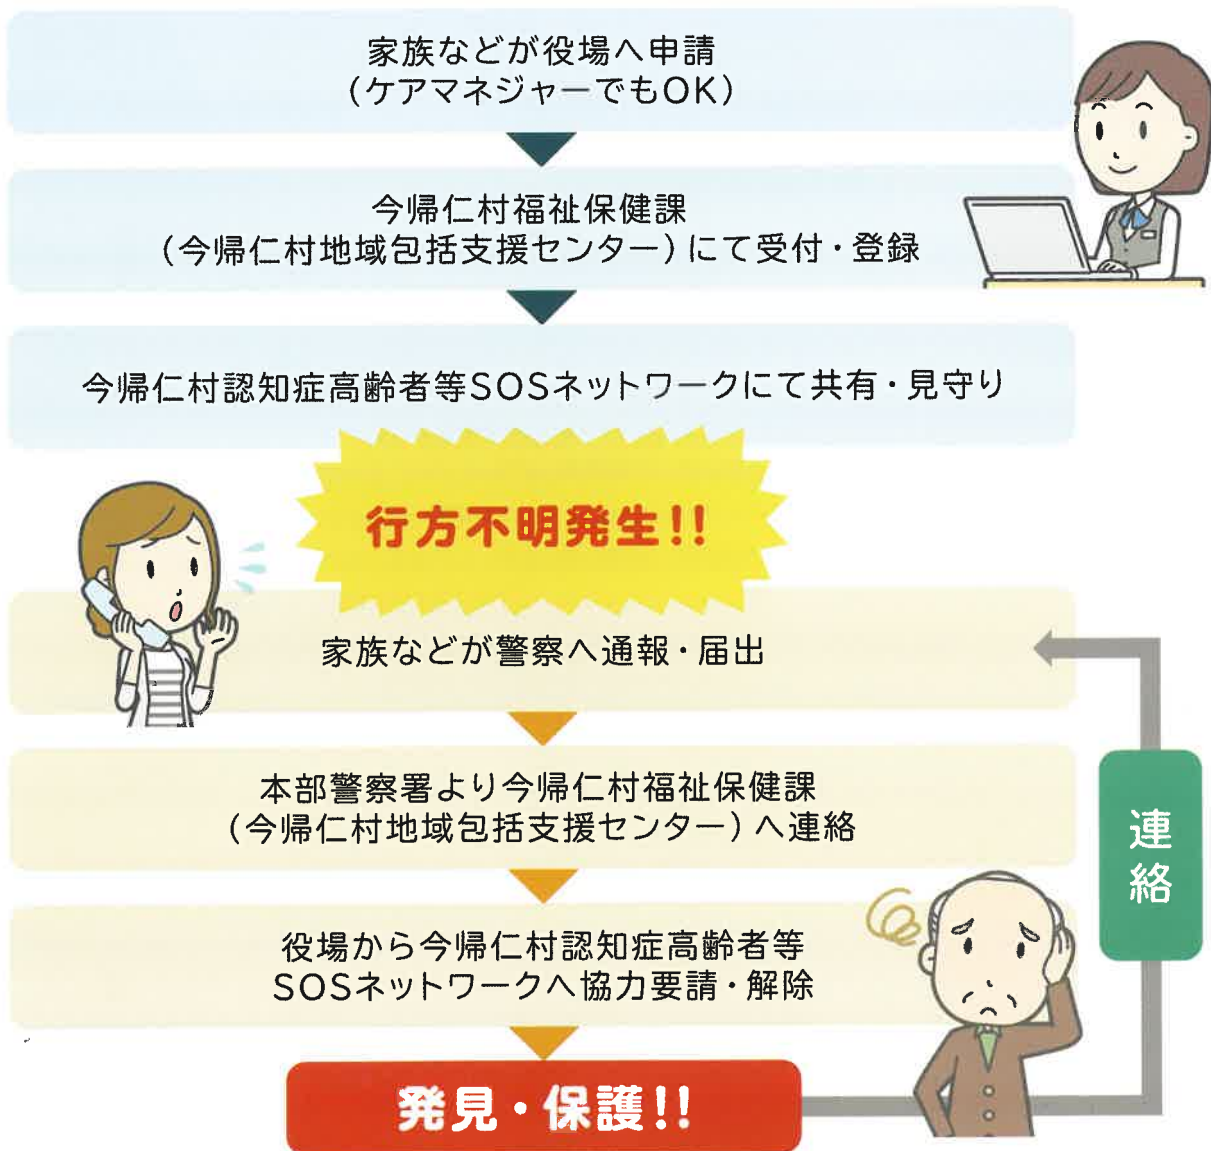 家族などが役場へ申請
（ケアマネジャーでもOK）
今帰仁村福祉保健課
（今帰仁村地域包括支援センター）にて受付・登録
今帰仁村認知症高齢者等SOSネットワークにて共有・見守り
行方不明発生!!
家族などが警察へ通報・届出
本部警察署より今帰仁村福祉保健課
（今帰仁村地域包括支援センター）へ連絡
役場から今帰仁村認知症高齢者等
SOSネットワークへ協力要請・解除
発見・保護!!
連絡